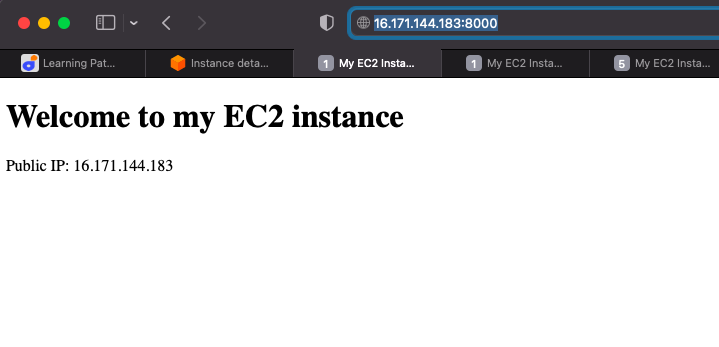 16.171.144.183:8000
Learning Pat...
Instance deta...
1 My EC2 Insta...
1 My EC2 Insta...
5 My EC2 Insta...
Welcome to my EC2 instance
Public IP: 16.171.144.183